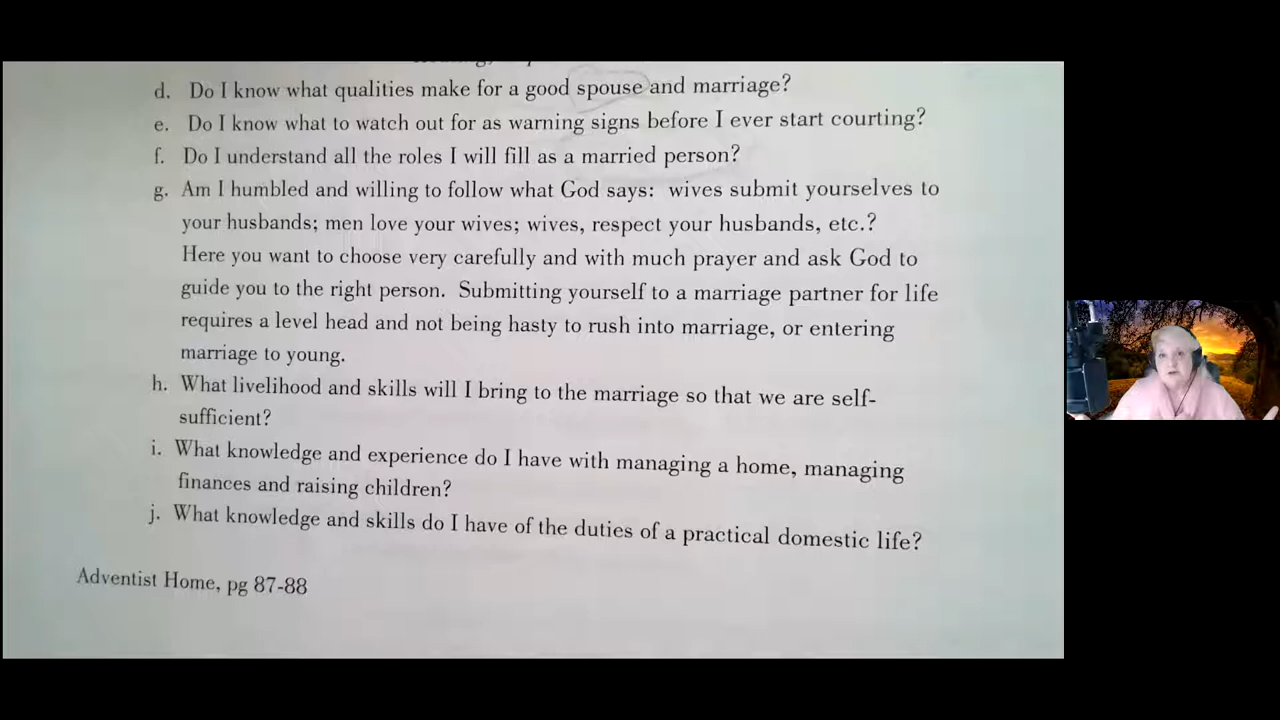 d. Do I know what qualities make for a good spouse and marriage?
e. Do I know what to watch out for as warning signs before I ever start courting?
f. Do I understand all the roles I will fill as a married person?
g. Am I humbled and willing to follow what God says: wives submit yourselves to
your husbands; men love your wives; wives, respect your husbands, etc.?
Here you want to choose very carefully and with much prayer and ask God to
guide you to the right person. Submitting yourself to a marriage partner for life
requires a level head and not being hasty to rush into marriage, or entering
marriage to young.
h. What livelihood and skills will I bring to the marriage so that we are self-
sufficient?
i. What knowledge and experience do I have with managing a home, managing
finances and raising children?
j. What knowledge and skills do I have of the duties of a practical domestic life?
Adventist Home, pg 87-88